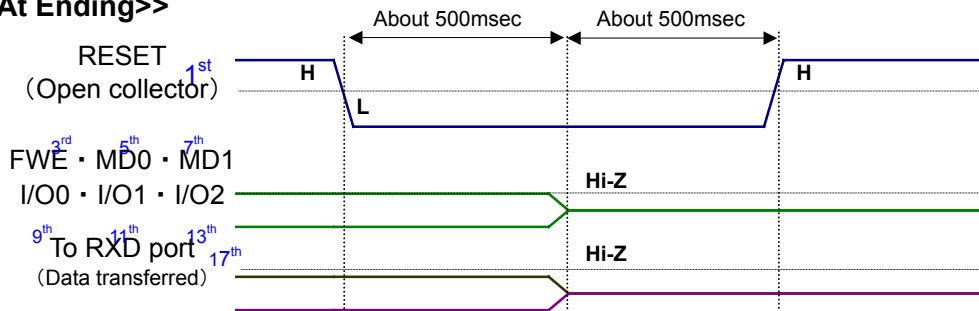 At Ending>>
About 500msec About 500msec
RESET 1st
（Open collector）
H
L
H
3rd 5th 7th
FWE・MD0・MD1
I/O0・I/O1・I/O2
Hi-Z
9th 11th 13th
To RXD port 17th
（Data transferred）
Hi-Z